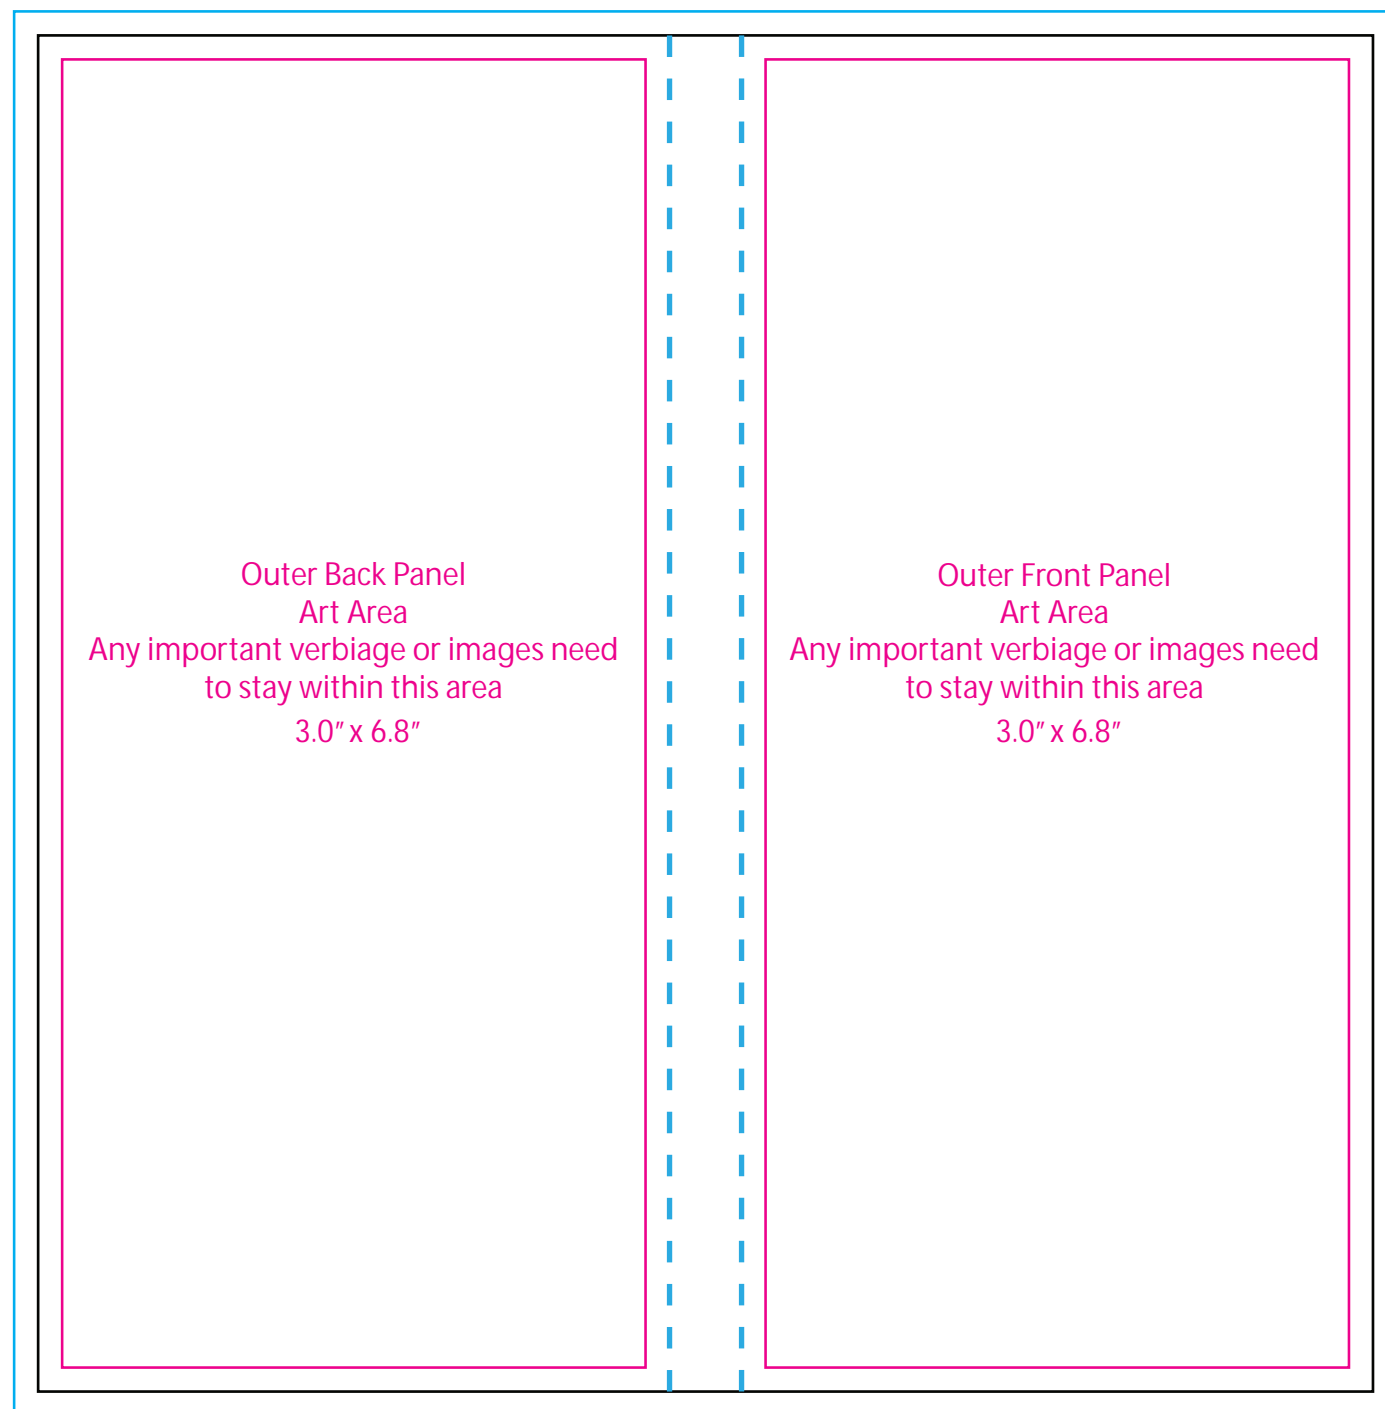 Outer Back Panel
Art Area
Any important verbiage or images need
to stay within this area
3.0" x 6.8"
Outer Front Panel
Art Area
Any important verbiage or images need
to stay within this area
3.0" x 6.8"